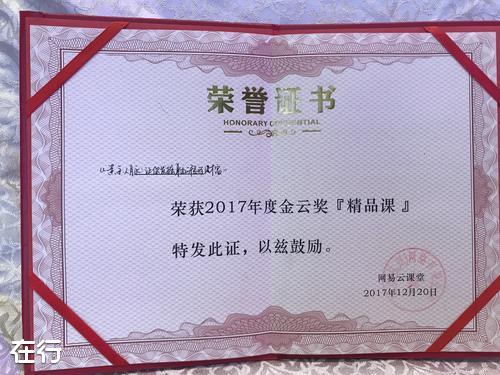 荣誉证书
HONORARY CREDENTIAL
荣获2017年度金云奖『精品课』
特发此证,以兹鼓励。
网易云课堂
2017年12月20日
在行